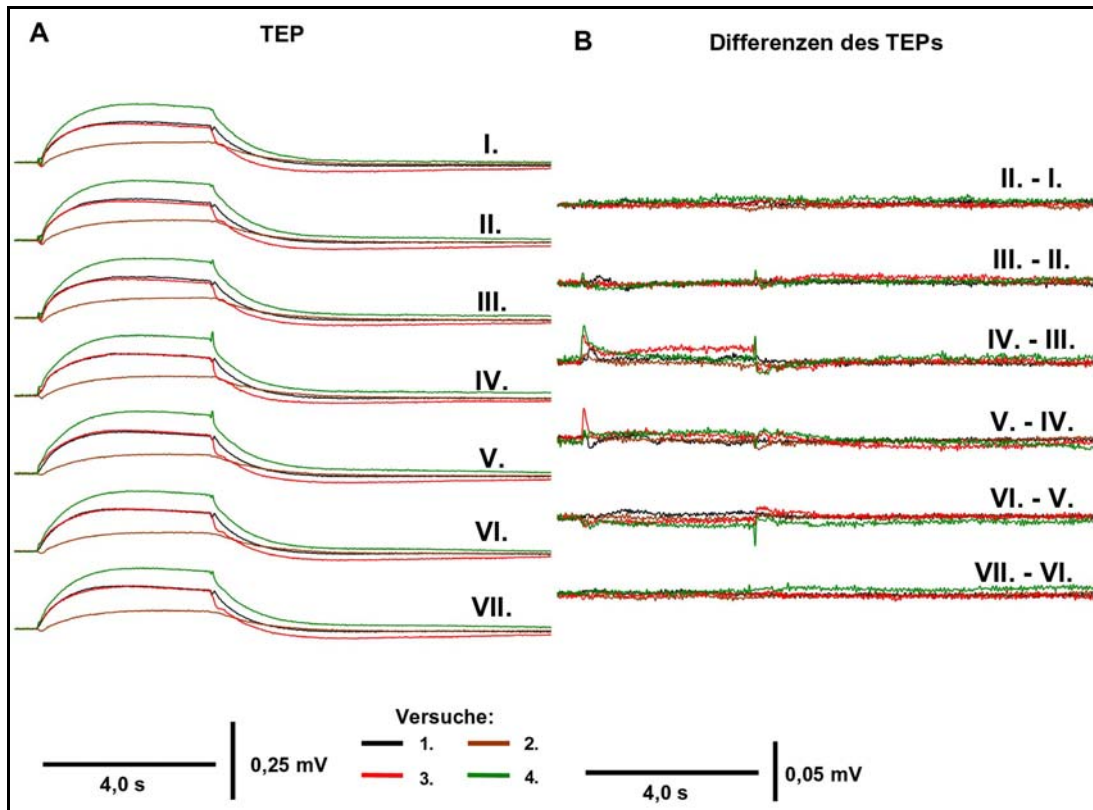 A
TEP
I.
II.
III.
IV.
V.
VI.
VII.
4,0 s
0,25 mV
Versuche:
1. 2.
3. 4.
B
Differenzen des TEPs
II. - I.
III. - II.
IV. - III.
V. - IV.
VI. - V.
VII. - VI.
4,0 s
0,05 mV